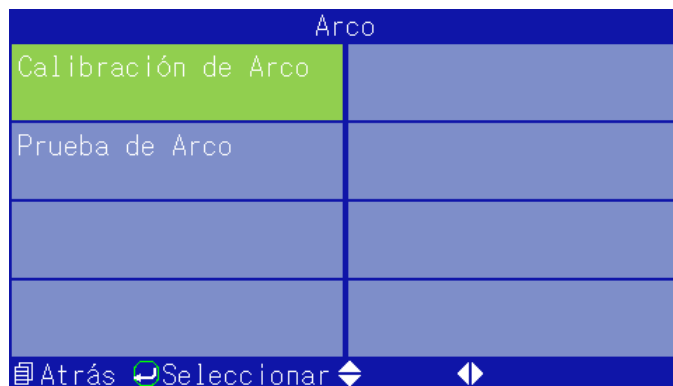 Arco
Calibración de Arco
Prueba de Arco
Atrás Seleccionar